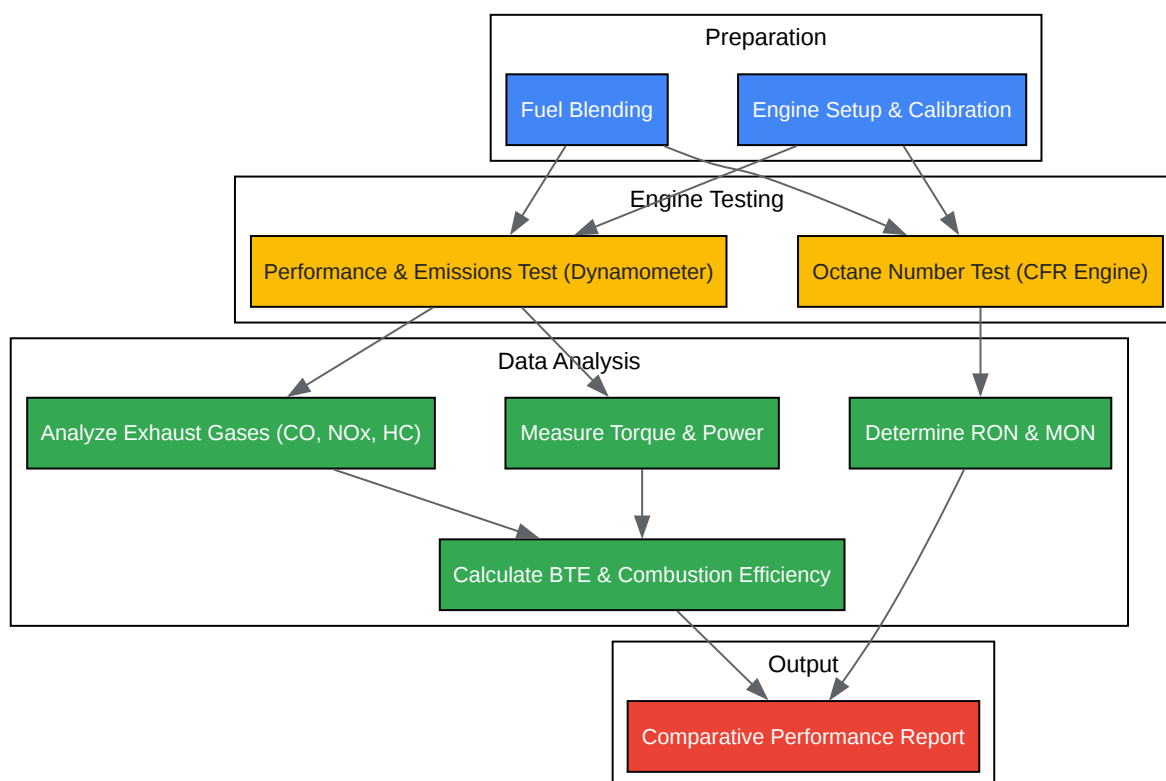 Preparation
Fuel Blending
Engine Setup & Calibration
Engine Testing
Performance & Emissions Test (Dynamometer)
Octane Number Test (CFR Engine)
Data Analysis
Analyze Exhaust Gases (CO, NOx, HC)
Measure Torque & Power
Determine RON & MON
Calculate BTE & Combustion Efficiency
Output
Comparative Performance Report